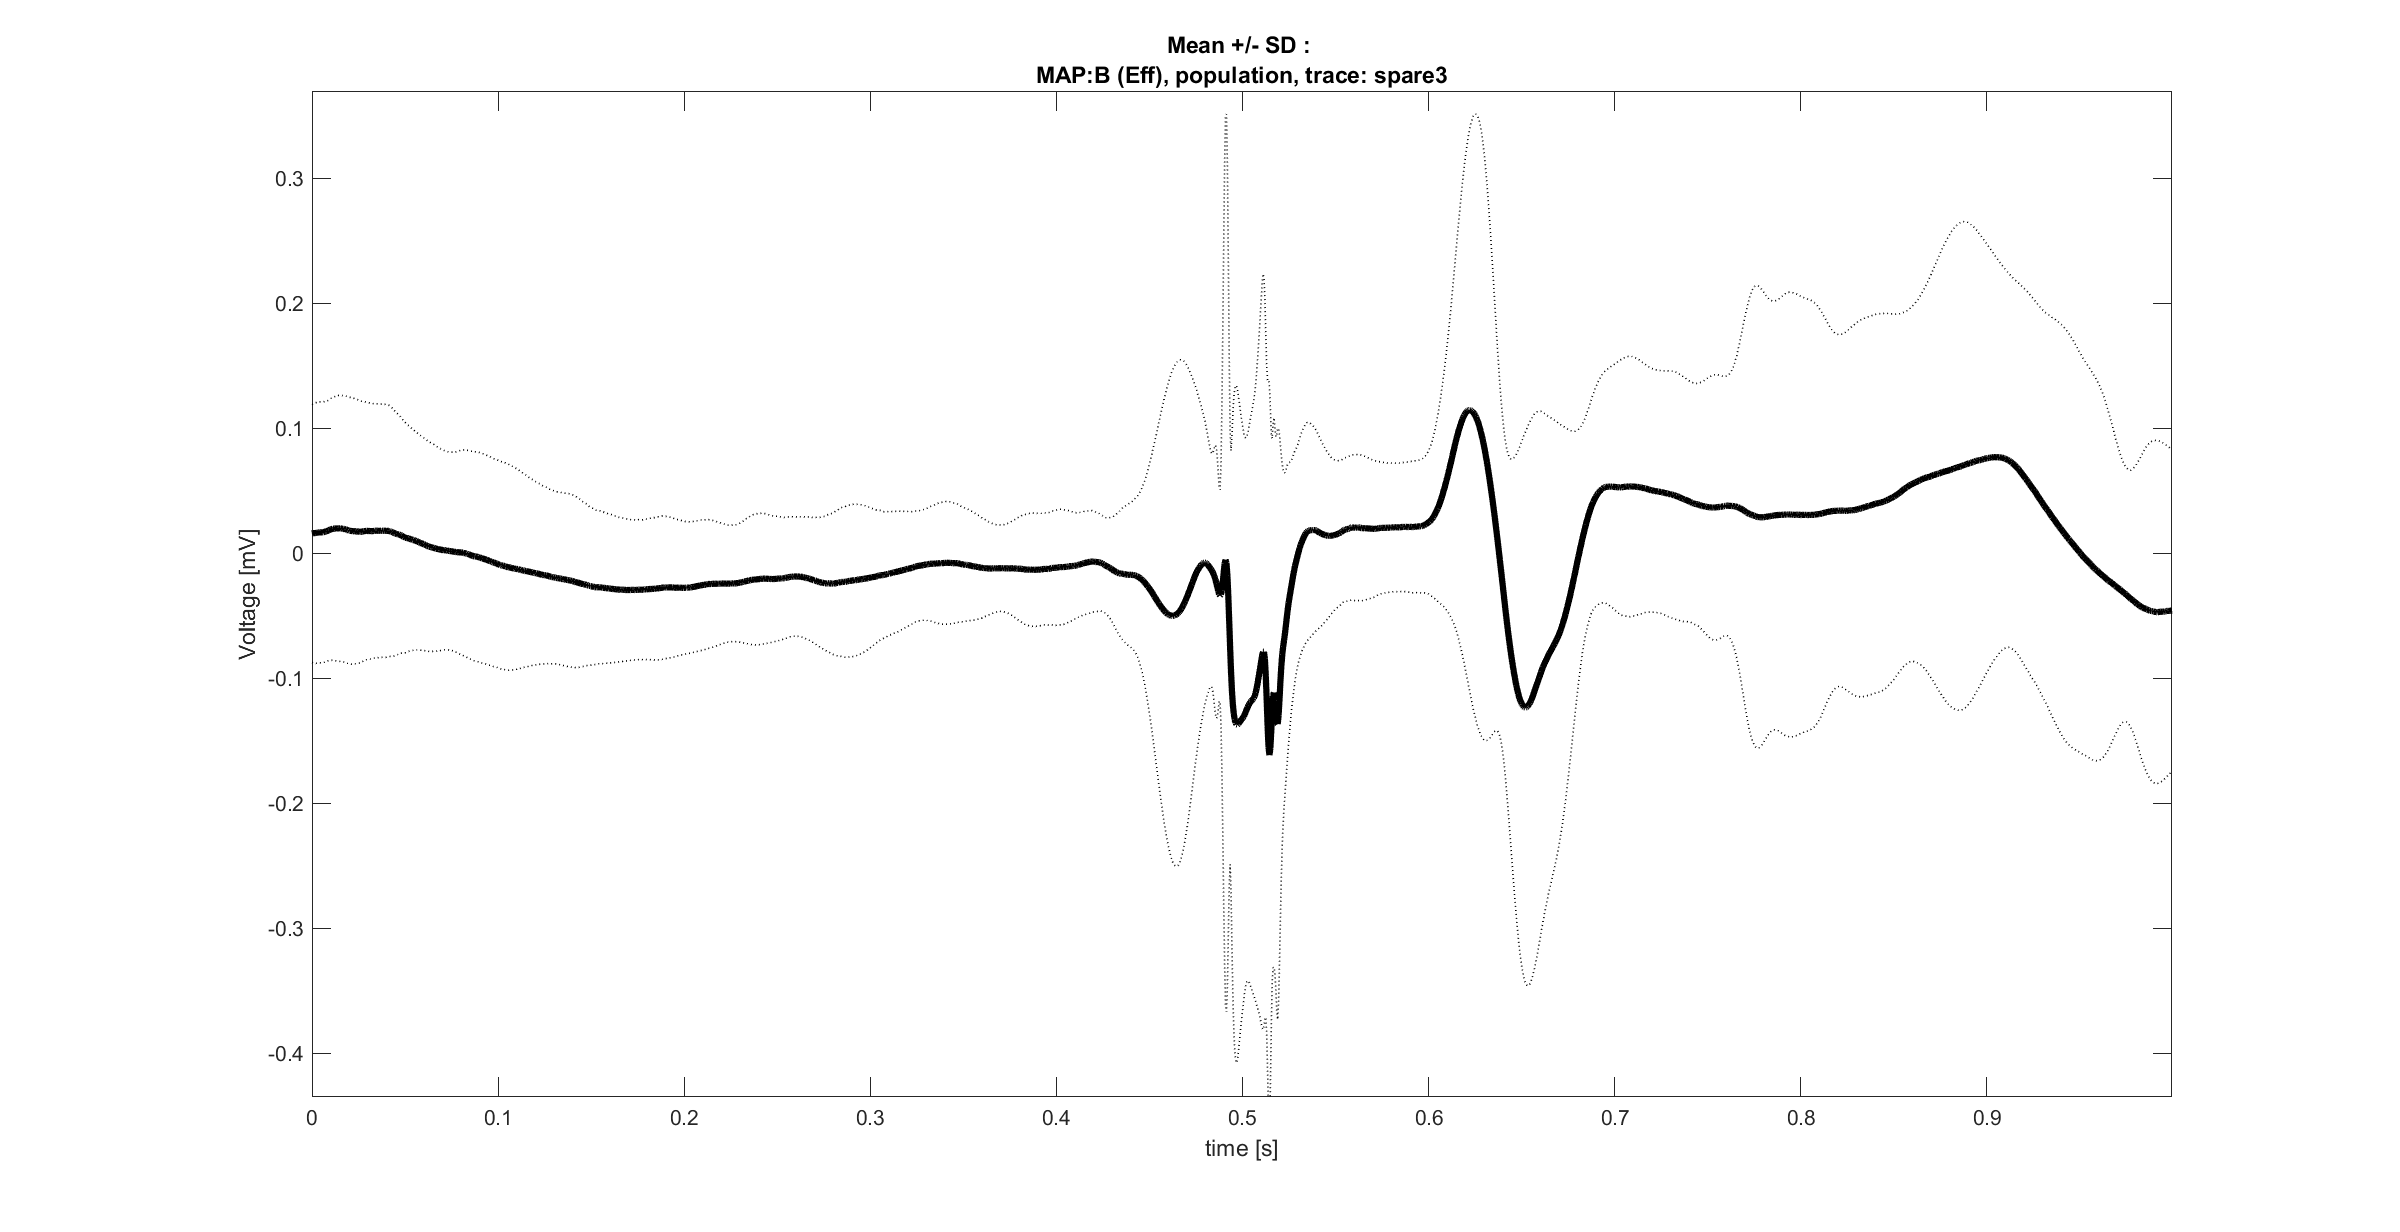 Mean +/- SD :
MAP:B (Eff), population, trace: spare3
0.3
0.2
0.1
0
-0.1
-0.2
-0.3
-0.4
Voltage [mV]
0 0.1 0.2 0.3 0.4 0.5 0.6 0.7 0.8 0.9
time [s]